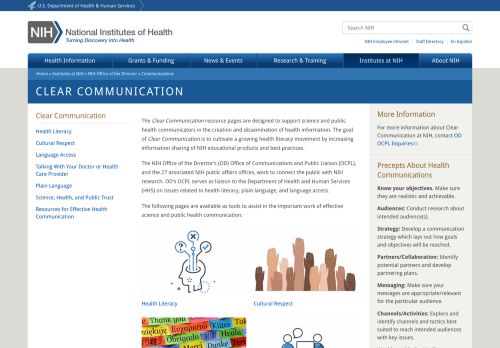 U.S. Department of Health & Human Services
NIH
National Institutes of Health
Turning Discovery Into Health
Search NIH
NIH Employee Intranet
Staff Directory
En Español
Health Information
Grants & Funding
News & Events
Research & Training
Institutes at NIH
About NIH
Home » Institutes at NIH » NIH Office of the Director » Communications
CLEAR COMMUNICATION
Clear Communication
Health Literacy
Cultural Respect
Language Access
Talking With Your Doctor or Health
Care Provider
Plain Language
Science, Health, and Public Trust
Resources for Effective Health
Communication
The Clear Communication resource pages are designed to support science and public
health communicators in the creation and dissemination of health information. The goal
of Clear Communication is to cultivate a growing health literacy movement by increasing
information sharing of NIH educational products and best practices.
The NIH Office of the Director's (OD) Office of Communications and Public Liaison (OCPL),
and the 27 associated NIH public affairs offices, work to connect the public with NIH
research. OD's OCPL serves as liaison to the Department of Health and Human Services
(HHS) on issues related to health literacy, plain language, and language access.
The following pages are available as tools to assist in the important work of effective
science and public health communication:
Health Literacy
Cultural Respect
More Information
For more information about Clear
Communication at NIH, contact OD
OCPL Inquiries
Precepts About Health
Communications
Know your objectives. Make sure
they are realistic and achievable.
Audiences: Conduct research about
intended audience(s).
Strategy: Develop a communication
strategy which lays out goals and
objectives will be reached.
Partners/Collaboration: Identify
potential partners and develop
partnering plans.
Messaging: Make sure your
messages are appropriate/relevant
for the particular audience.
Channels/Activities: Explore and
identify channels and tactics best
suited to reach intended audiences
with key issues.